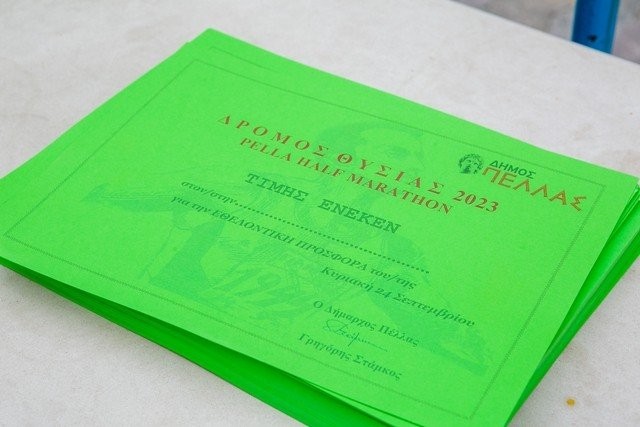 ΔΡΟΜΟΣ ΘΥΣΙΑΣ 2023
PELLA HALF MARATHON
ΔΗΜΟΣ
ΠΕΛΛΑΣ
ΤΙΜΗΣ ΕΝΕΚΕΝ
στον/στην..................................................
για την ΕΘΕΛΟΝΤΙΚΗ ΠΡΟΣΦΟΡΑ του/της
Κυριακή 24 Σεπτεμβρίου
Ο Δήμαρχος Πέλλας
Γρηγόρης Στάμκος